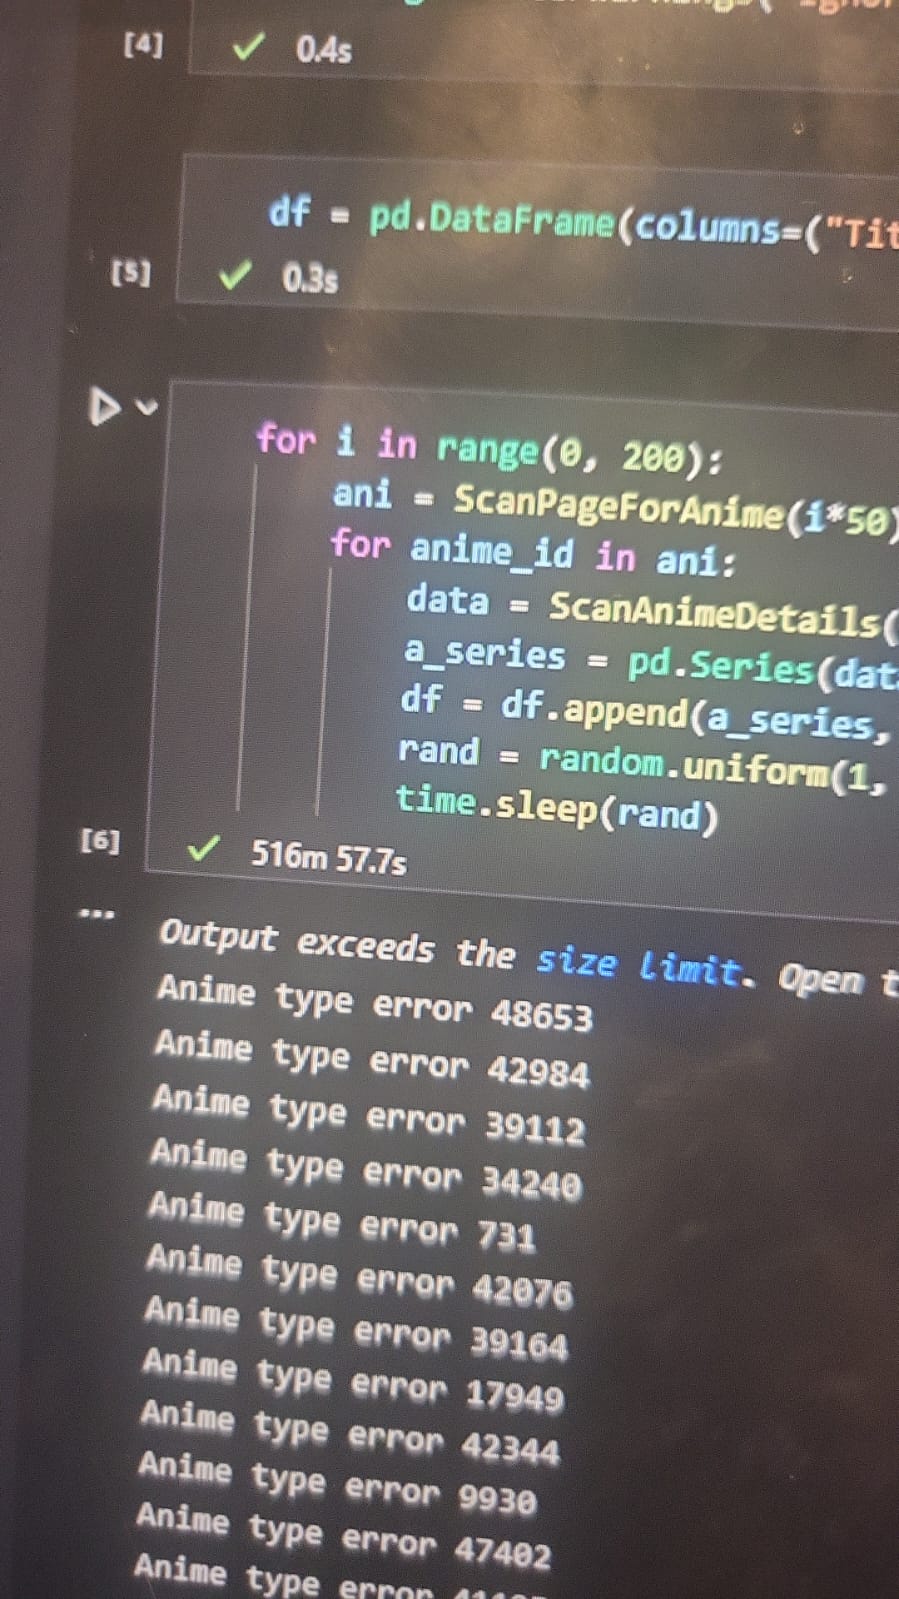 [4] 0.4s
df = pd.DataFrame(columns=("Tit
[5] 0.3s
for i in range(0, 200):
ani = ScanPageForAnime(i*50)
for anime_id in ani:
data = ScanAnimeDetails(
a_series = pd.Series(dat
df = df.append(a_series,
rand = random.uniform(1,
time.sleep(rand)
[6] 516m 57.7s
... Output exceeds the size limit. Open t
Anime type error 48653
Anime type error 42984
Anime type error 39112
Anime type error 34240
Anime type error 731
Anime type error 42076
Anime type error 39164
Anime type error 17949
Anime type error 42344
Anime type error 9930
Anime type error 47402
Anime type error